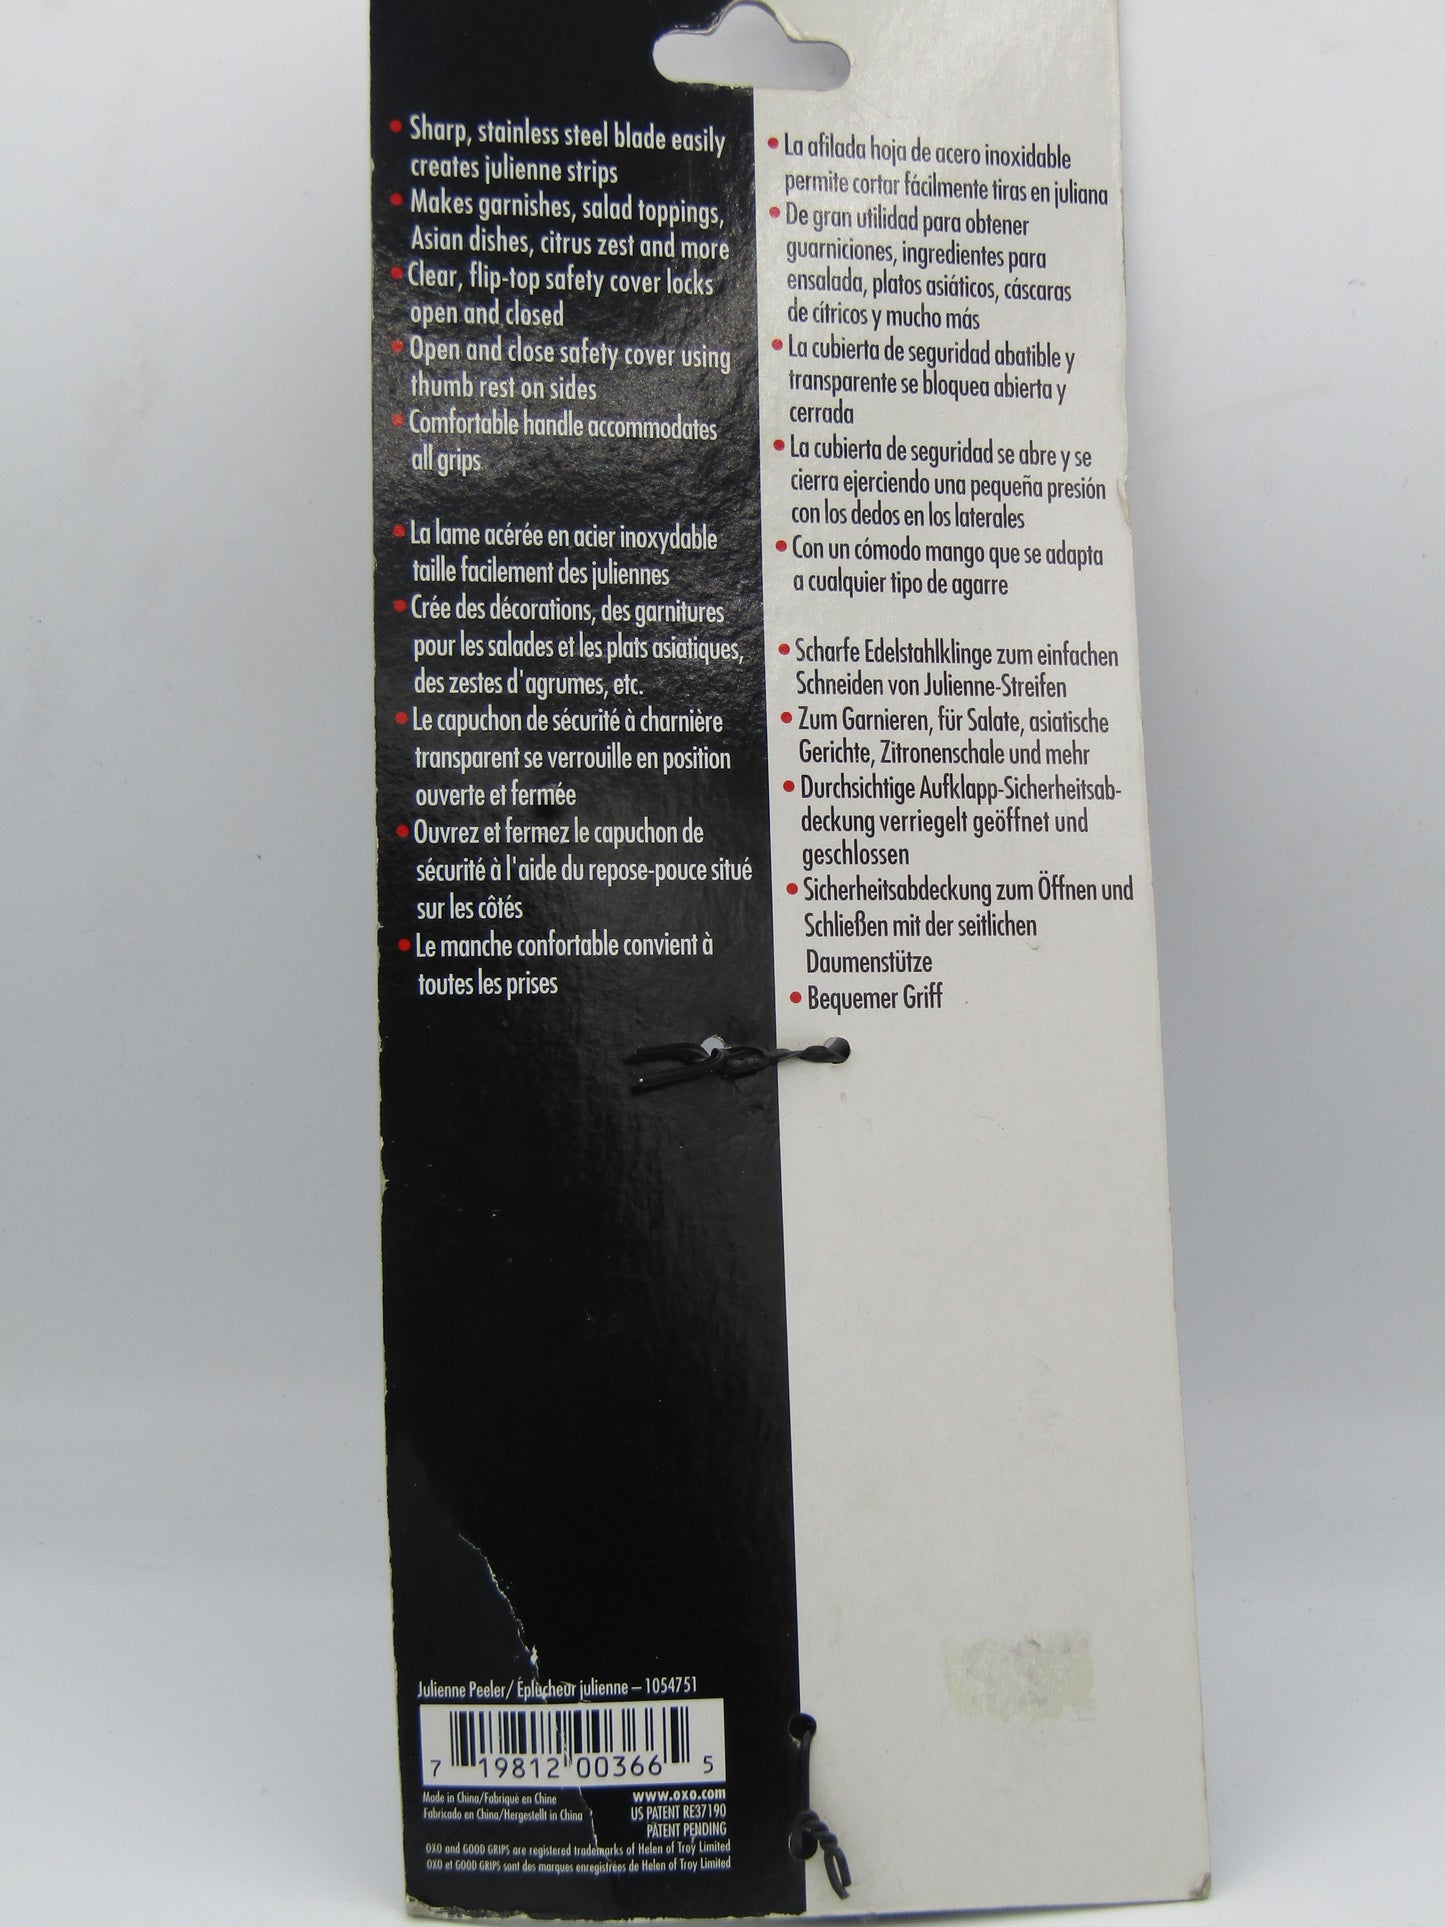 • Sharp, stainless steel blade easily
creates julienne strips
• Makes garnishes, salad toppings,
Asian dishes, citrus zest and more
• Clear, flip-top safety cover locks
open and closed
• Open and close safety cover using
thumb rest on sides
• Comfortable handle accommodates
all grips
• La lame acérée en acier inoxydable
taille facilement des juliennes
• Crée des décorations, des garnitures
pour les salades et les plats asiatiques,
des zestes d'agrumes, etc.
• Le capuchon de sécurité à charnière
transparent se verrouille en position
ouverte et fermée
• Ouvrez et fermez le capuchon de
sécurité à l'aide du repose-pouce situé
sur les côtés
• Le manche confortable convient à
toutes les prises
• La afilada hoja de acero inoxidable
permite cortar fácilmente tiras en juliana
• De gran utilidad para obtener
guarniciones, ingredientes para
ensalada, platos asiáticos, cáscaras
de cítricos y mucho más
• La cubierta de seguridad abatible y
transparente se bloquea abierta y
cerrada
• La cubierta de seguridad se abre y se
cierra ejerciendo una pequeña presión
con los dedos en los laterales
• Con un cómodo mango que se adapta
a cualquier tipo de agarre
• Scharfe Edelstahlklinge zum einfachen
Schneiden von Julienne-Streifen
• Zum Garnieren, für Salate, asiatische
Gerichte, Zitronenschale und mehr
• Durchsichtige Aufklapp-Sicherheitsab-
deckung verriegelt geöffnet und
geschlossen
• Sicherheitsabdeckung zum Öffnen und
Schließen mit der seitlichen
Daumenstütze
• Bequemer Griff
Julienne Peeler/ Éplucheur julienne – 1054751
7 19812 00366 5
Made in China/Fabriqué en Chine
Fabricado en China/Hergestellt in China
www.oxo.com
US PATENT RE37190
PATENT PENDING
OXO and GOOD GRIPS are registered trademarks of Helen of Troy Limited
OXO et GOOD GRIPS sont des marques enregistrées de Helen of Troy Limited